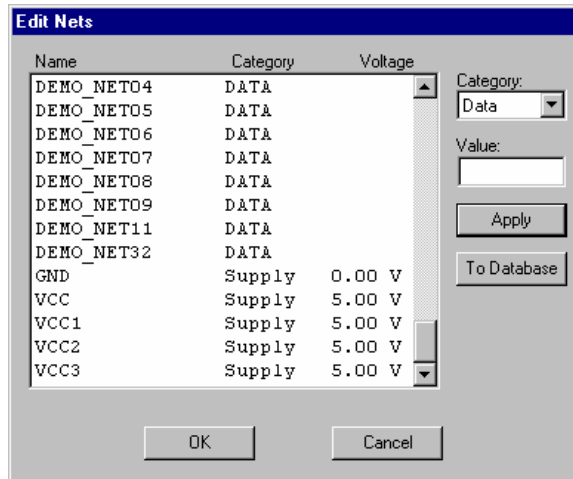 Edit Nets
Name Category Voltage
DEMO_NET04 DATA
DEMO_NET05 DATA
DEMO_NET06 DATA
DEMO_NET07 DATA
DEMO_NET08 DATA
DEMO_NET09 DATA
DEMO_NET11 DATA
DEMO_NET32 DATA
GND Supply 0.00 V
VCC Supply 5.00 V
VCC1 Supply 5.00 V
VCC2 Supply 5.00 V
VCC3 Supply 5.00 V
Category:
Data
Value:
Apply
To Database
OK Cancel